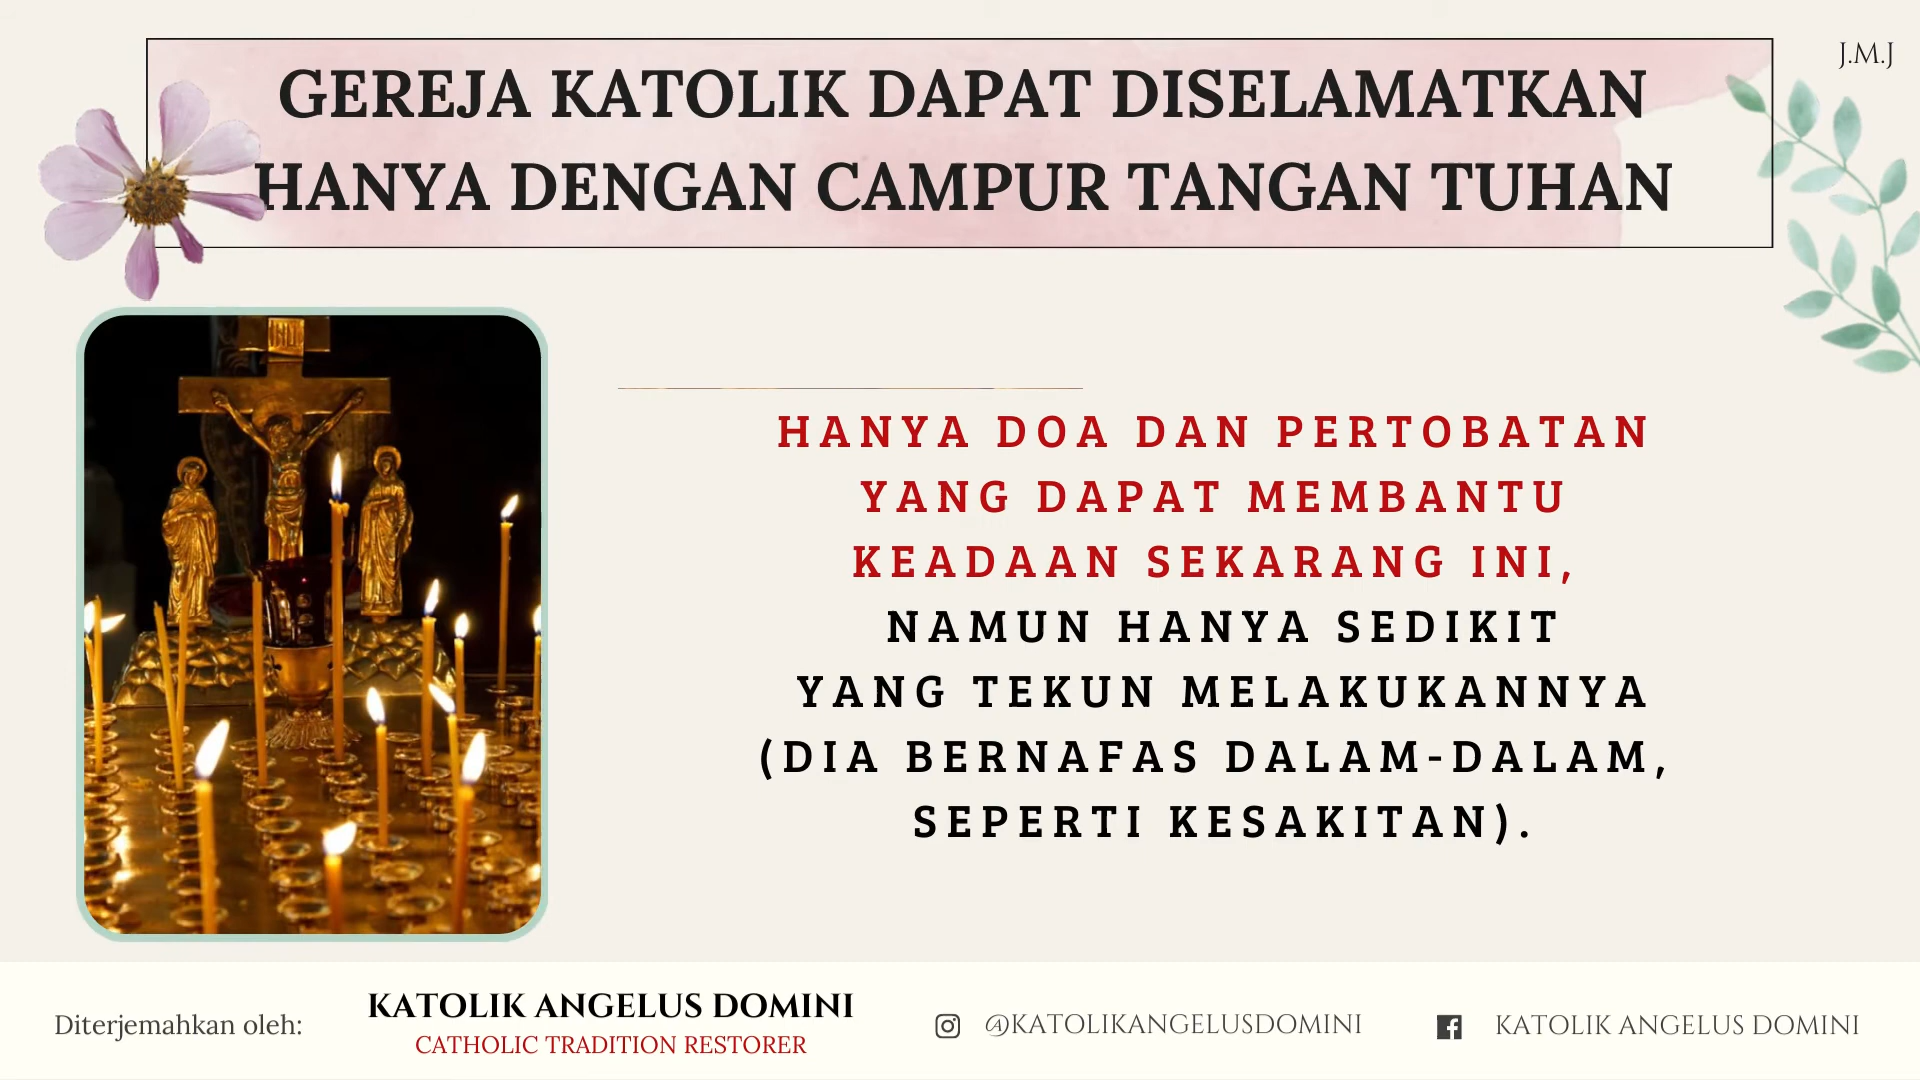 GEREJA KATOLIK DAPAT DISELAMATKAN
HANYA DENGAN CAMPUR TANGAN TUHAN
J.M.J
HANYA DOA DAN PERTOBATAN
YANG DAPAT MEMBANTU
KEADAAN SEKARANG INI,
NAMUN HANYA SEDIKIT
YANG TEKUN MELAKUKANNYA
(DIA BERNAFAS DALAM-DALAM,
SEPERTI KESAKITAN).
Diterjemahkan oleh:
KATOLIK ANGELUS DOMINI
CATHOLIC TRADITION RESTORER
@KATOLIKANGELUSDOMINI
KATOLIK ANGELUS DOMINI